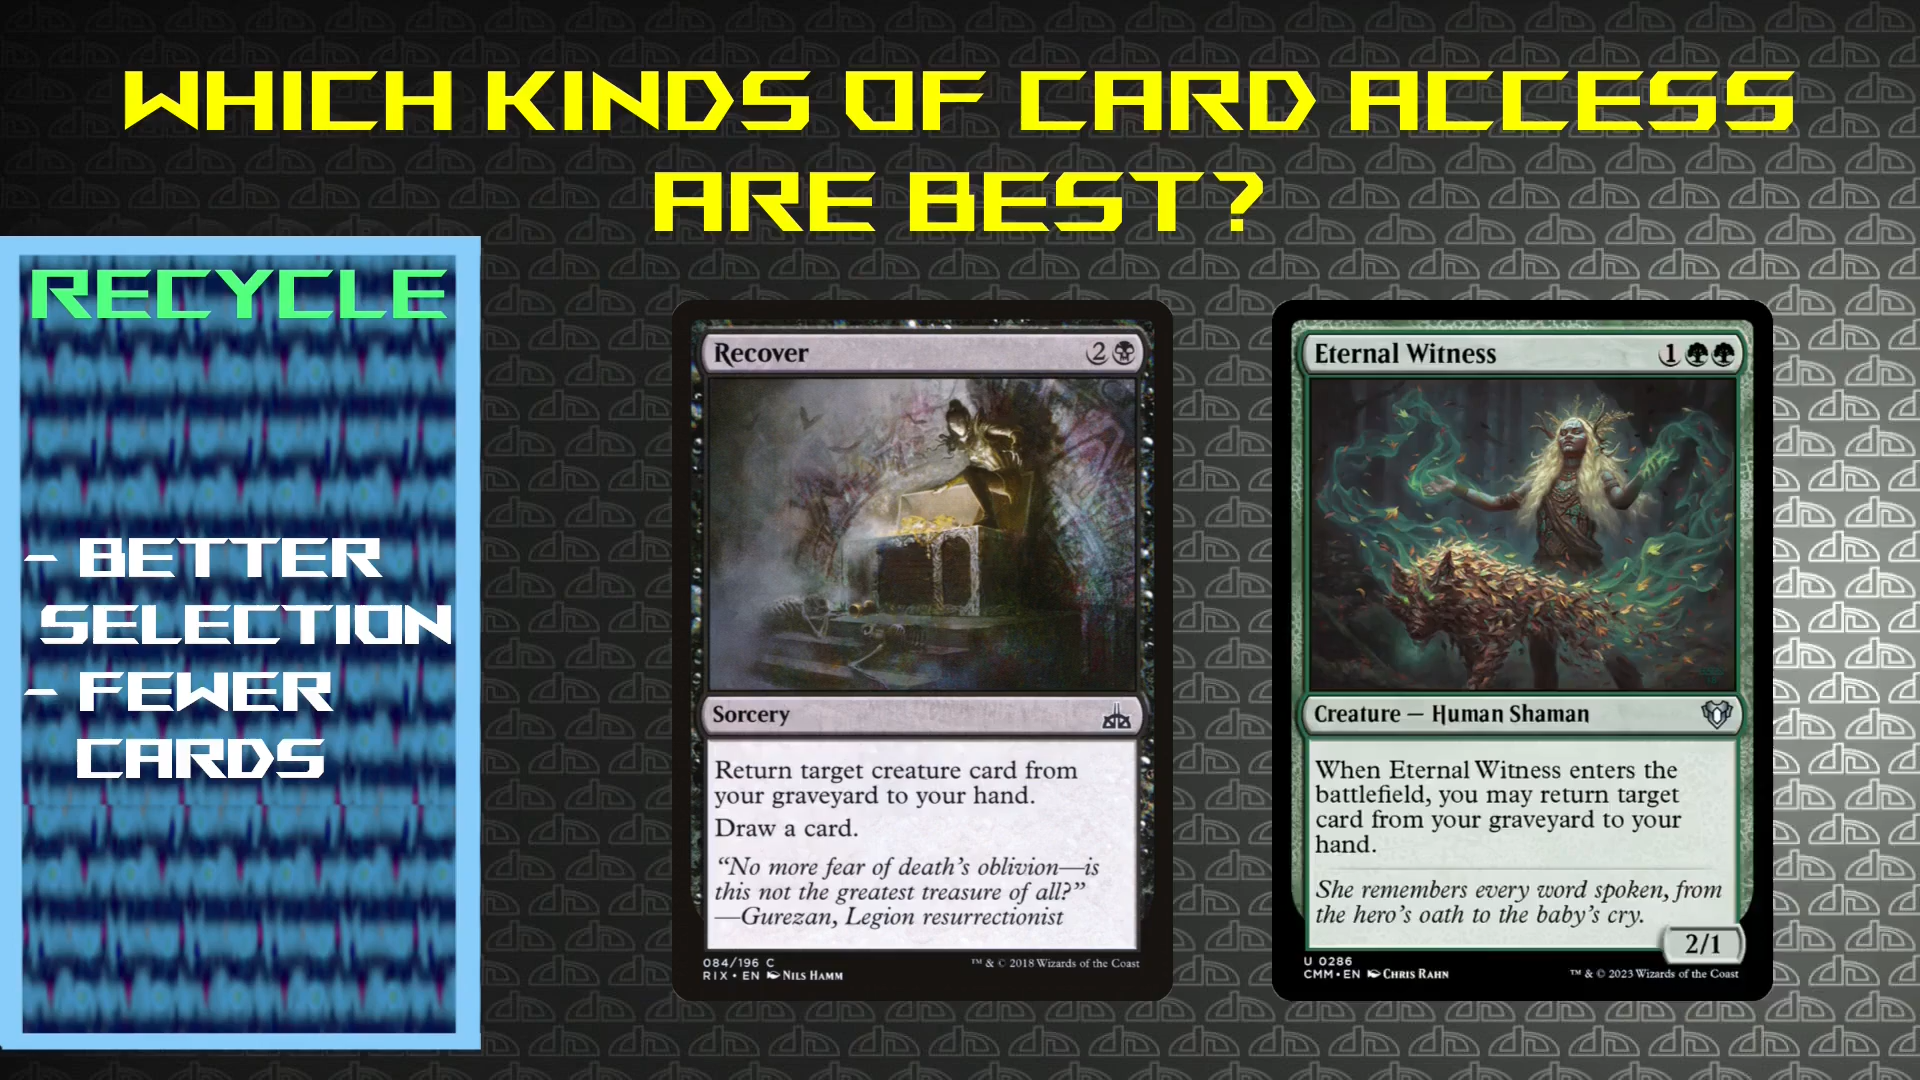 WHICH KINDS OF CARD ACCESS
ARE BEST?
RECYCLE
- BETTER
SELECTION
- FEWER
CARDS
Recover 2
Sorcery
Return target creature card from
your graveyard to your hand.
Draw a card.
“No more fear of death’s oblivion—is
this not the greatest treasure of all?”
—Gurezan, Legion resurrectionist
084/196 C
RIX • EN Nils Hamm
™ & © 2018 Wizards of the Coast
Eternal Witness 1
Creature — Human Shaman
When Eternal Witness enters the
battlefield, you may return target
card from your graveyard to your
hand.
She remembers every word spoken, from
the hero’s oath to the baby’s cry.
2/1
U 0286
CMM • EN Chris Rahn
™ & © 2023 Wizards of the Coast